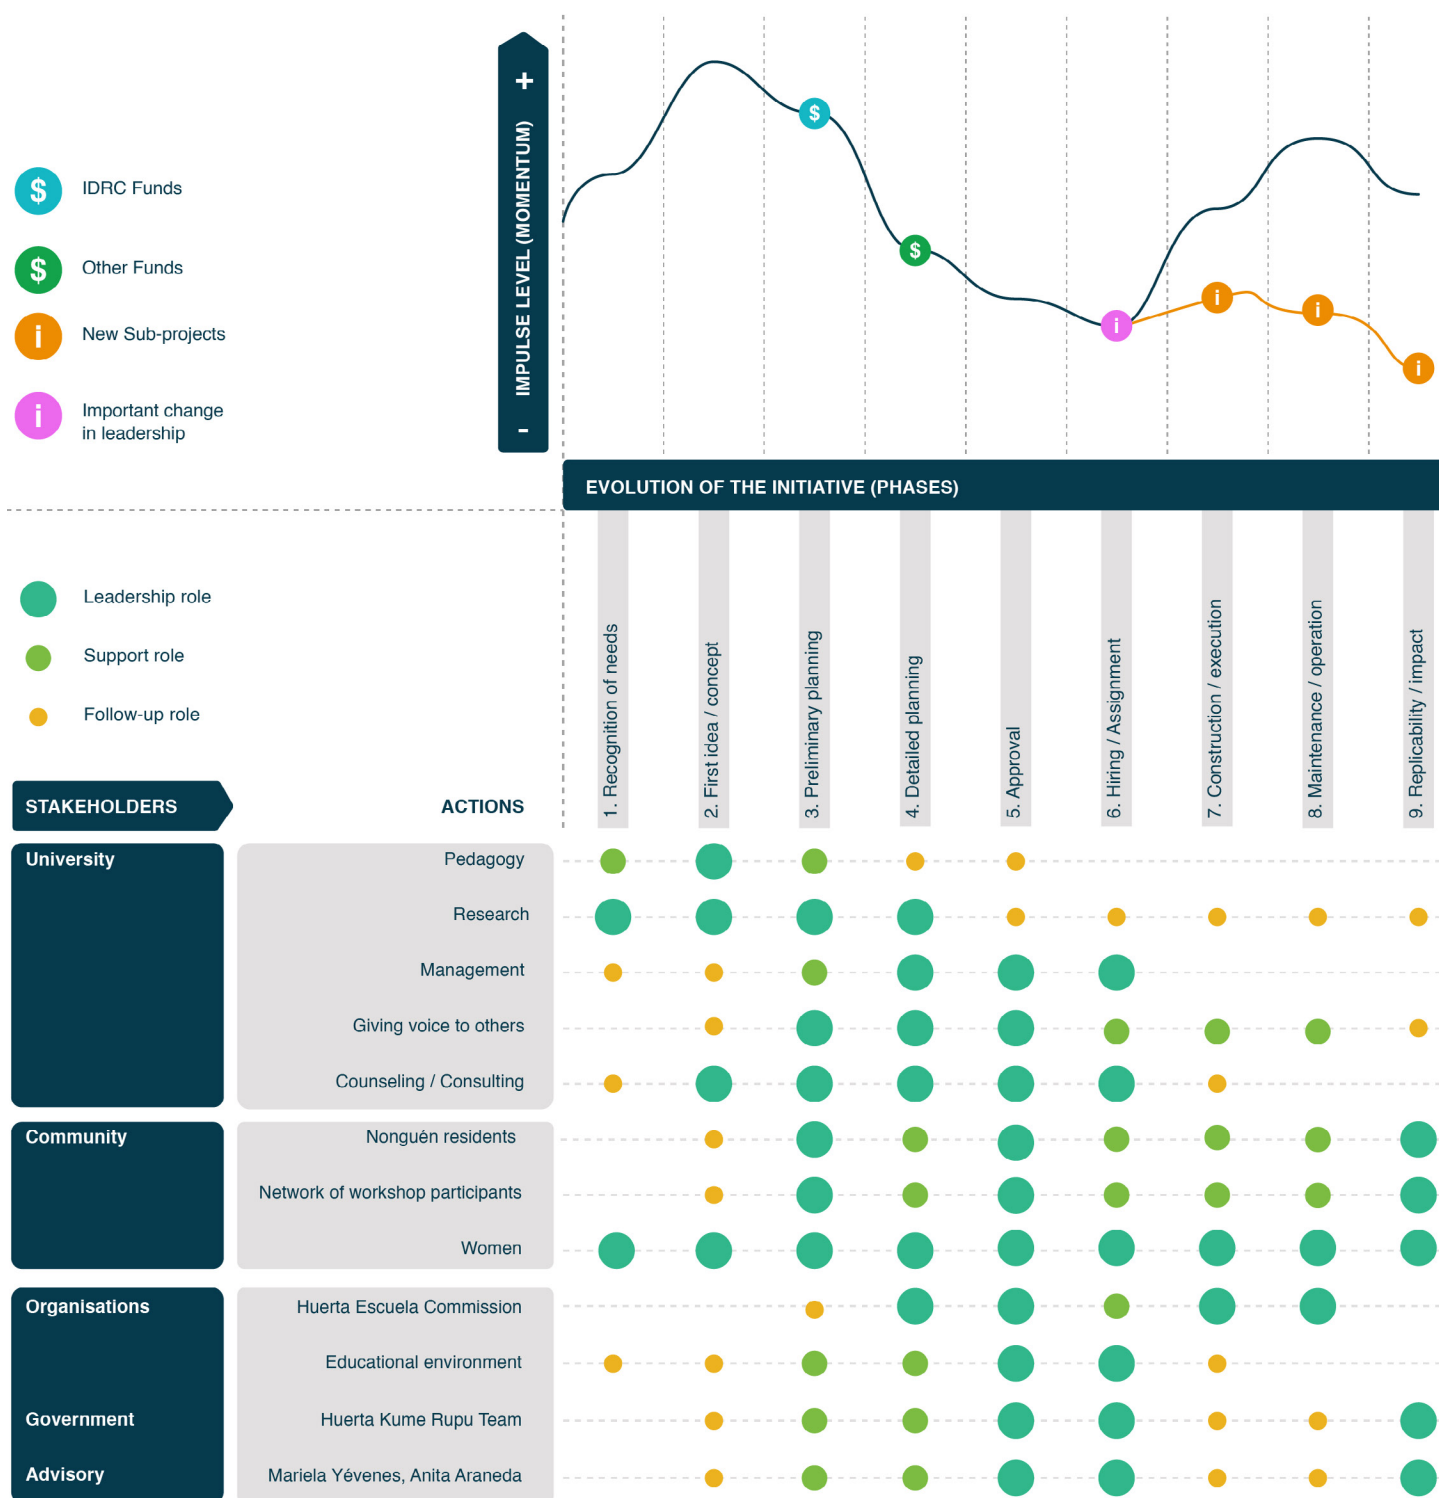 +
IMPULSE LEVEL (MOMENTUM)
-
$
$
i
i
i
i
$ IDRC Funds
$ Other Funds
i New Sub-projects
i Important change
in leadership
EVOLUTION OF THE INITIATIVE (PHASES)
Leadership role
Support role
Follow-up role
1. Recognition of needs
2. First idea / concept
3. Preliminary planning
4. Detailed planning
5. Approval
6. Hiring / Assignment
7. Construction / execution
8. Maintenance / operation
9. Replicability / impact
STAKEHOLDERS
ACTIONS
University
Pedagogy
Research
Management
Giving voice to others
Counseling / Consulting
Community
Nonguén residents
Network of workshop participants
Women
Organisations
Huerta Escuela Commission
Educational environment
Government
Huerta Kume Rupu Team
Advisory
Mariela Yévenes, Anita Araneda